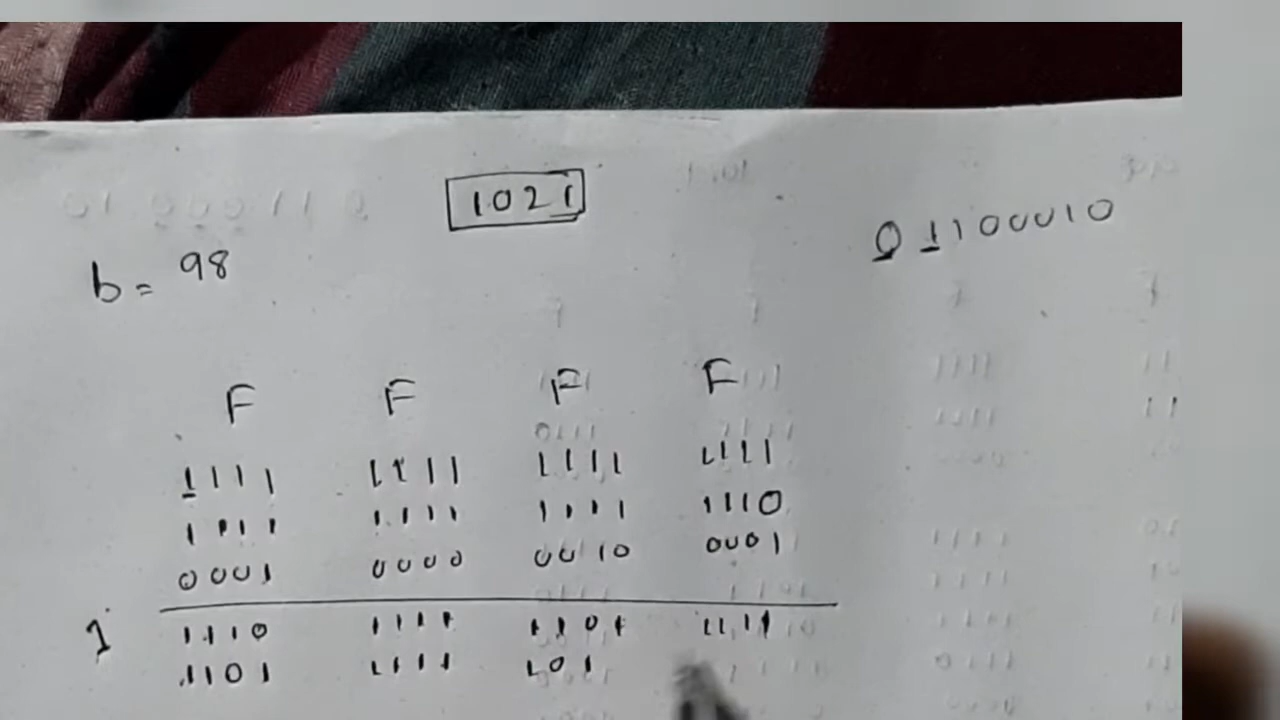 1021
01100010
b = 98
F F F F
1111 1111 1111 1111
1111 1111 1111 1110
0001 0000 0010 0001
1 1110 1111 1101 1111
1101 1111 101